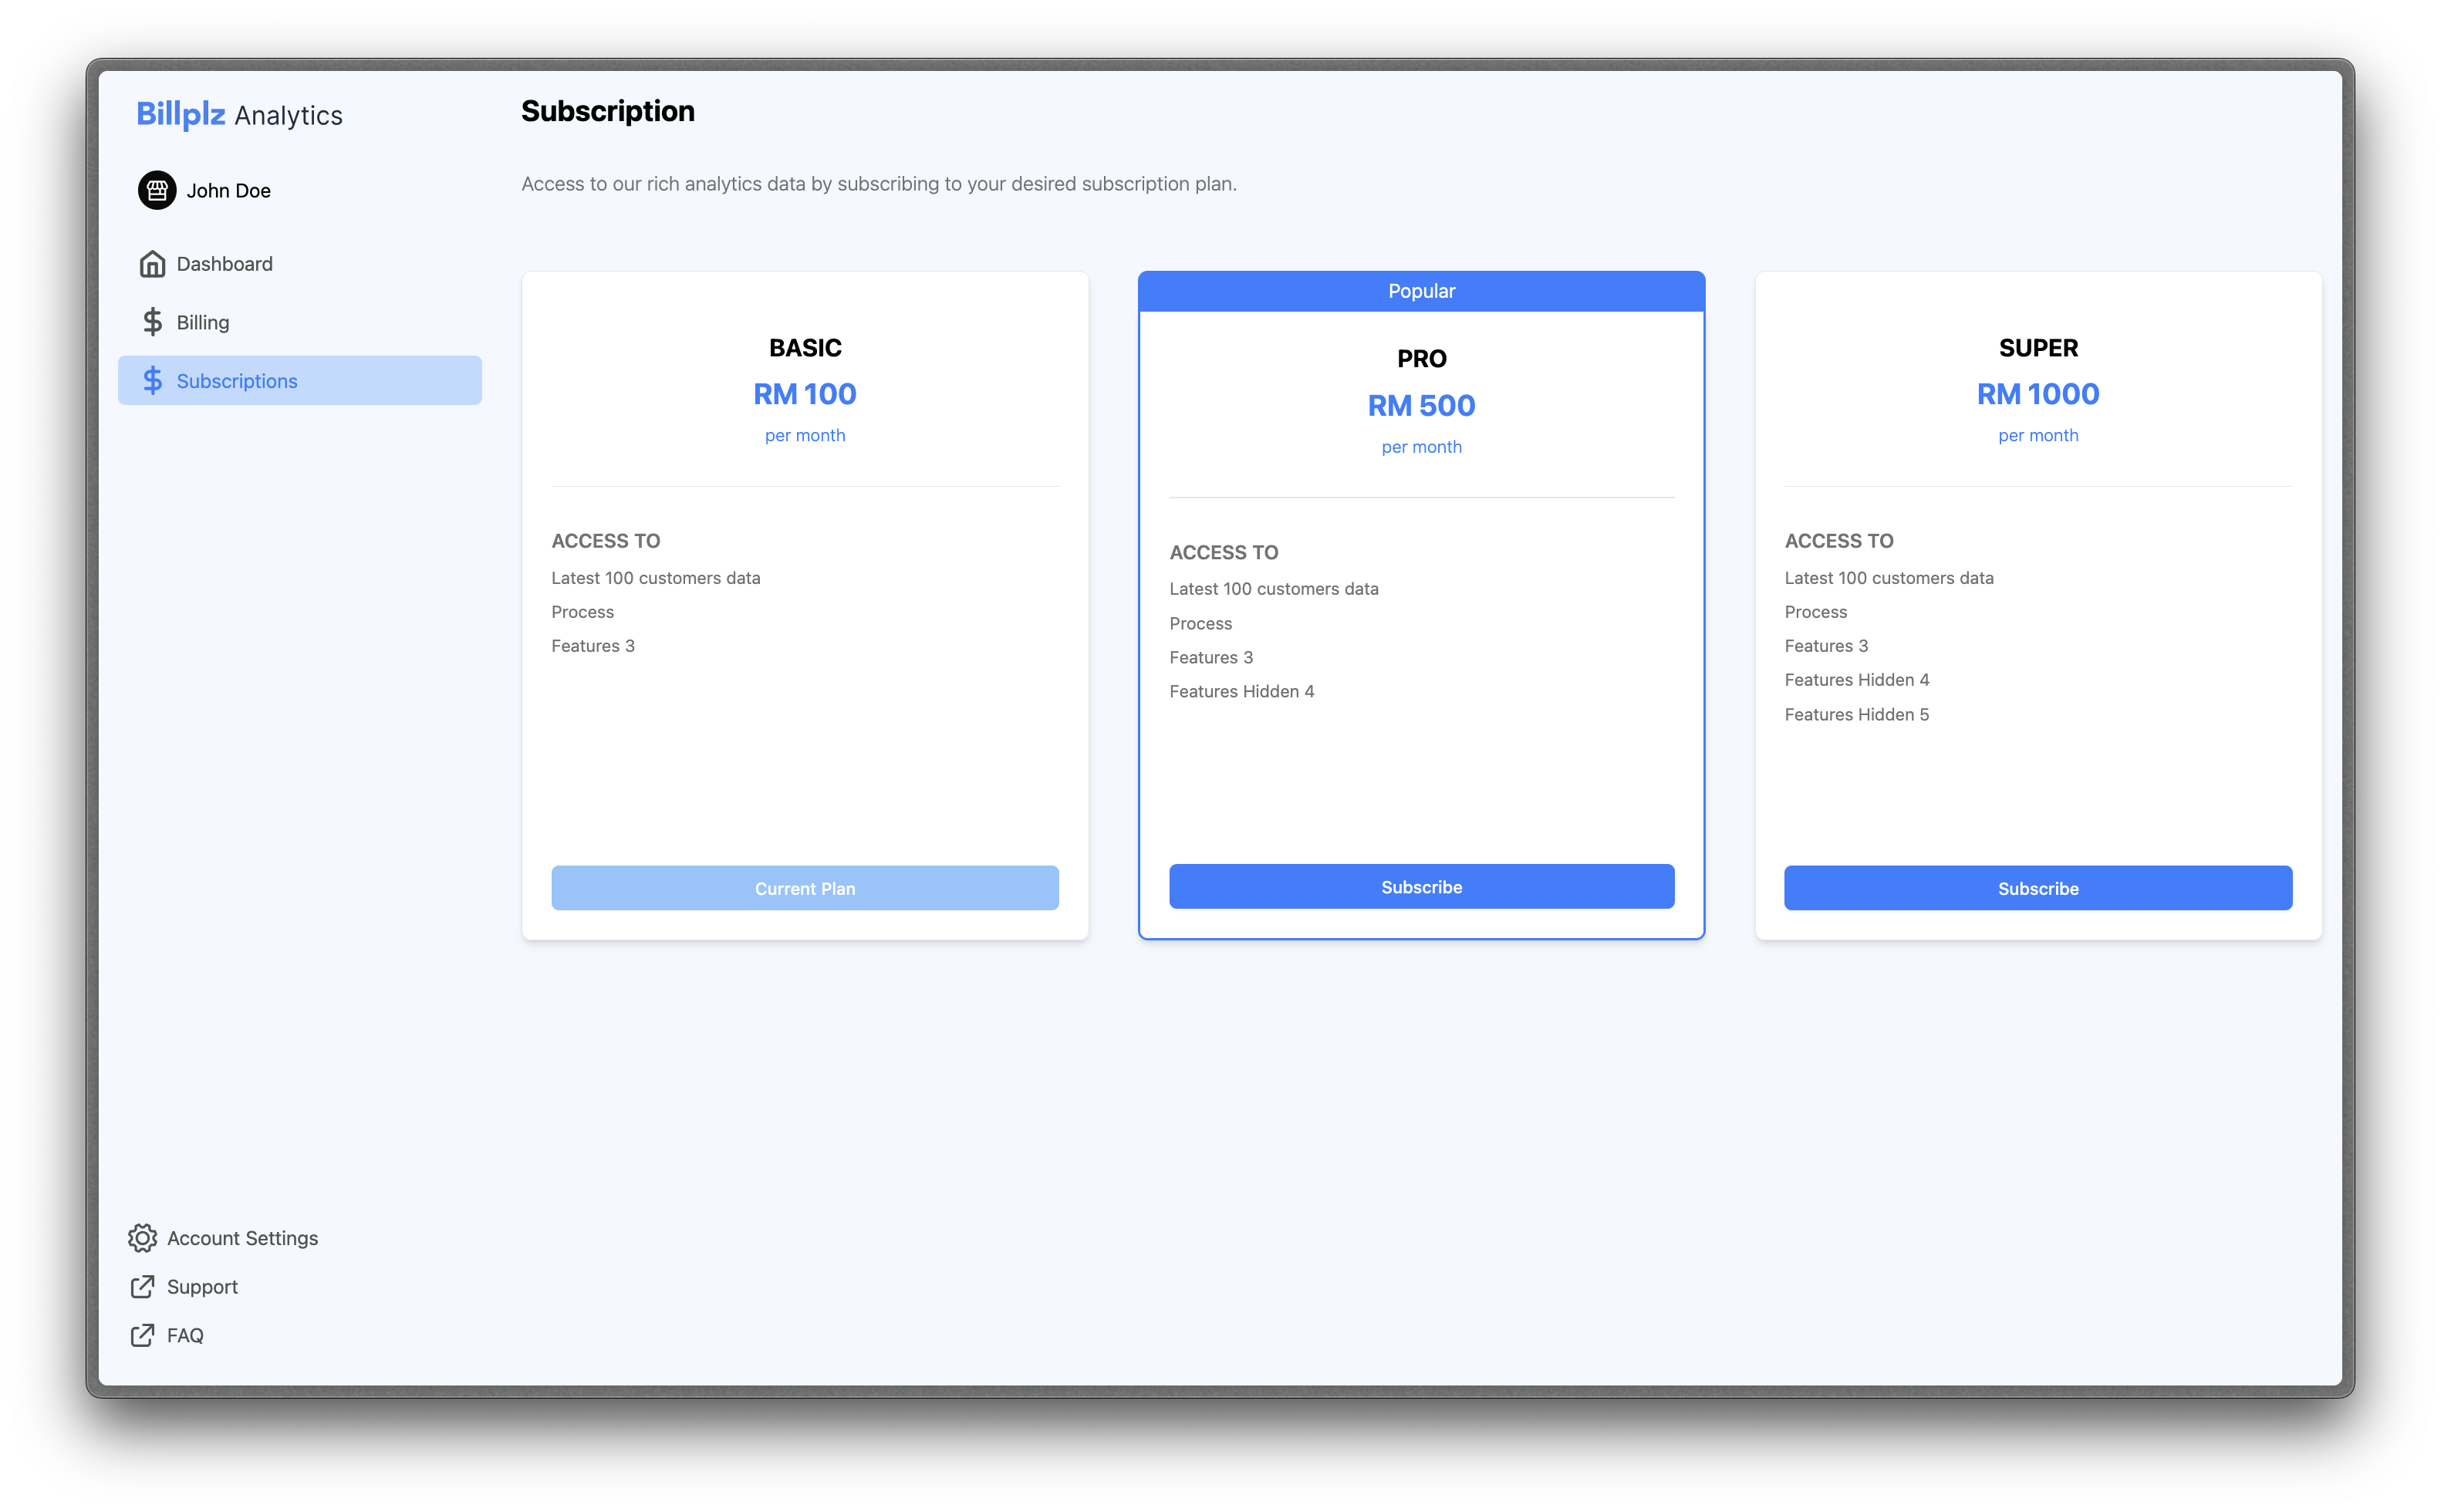 Billplz Analytics
John Doe
Dashboard
Billing
Subscriptions
Account Settings
Support
FAQ
Subscription
Access to our rich analytics data by subscribing to your desired subscription plan.
BASIC
RM 100
per month
ACCESS TO
Latest 100 customers data
Process
Features 3
Current Plan
Popular
PRO
RM 500
per month
ACCESS TO
Latest 100 customers data
Process
Features 3
Features Hidden 4
Subscribe
SUPER
RM 1000
per month
ACCESS TO
Latest 100 customers data
Process
Features 3
Features Hidden 4
Features Hidden 5
Subscribe